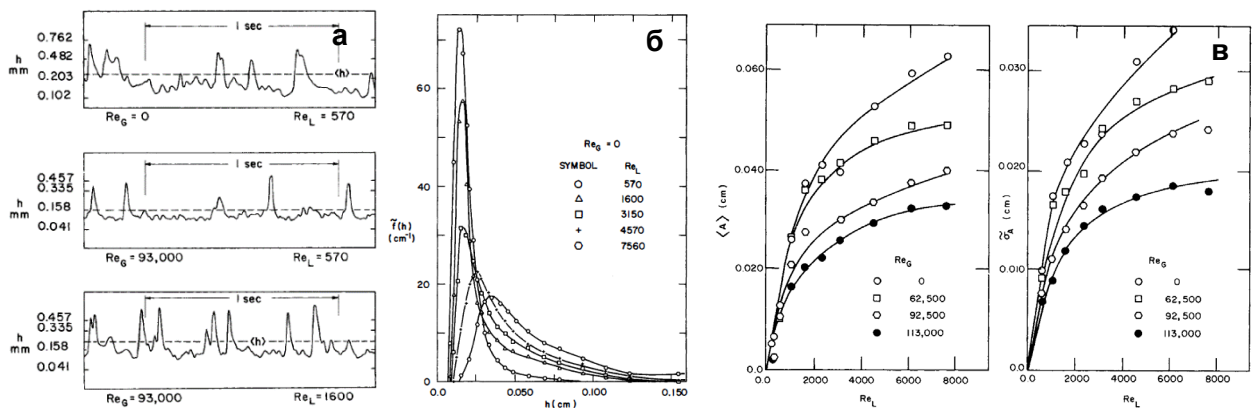 а
1 sec
h
mm
0.762
0.482
0.203
0.102
⟨h⟩
Re_G = 0
Re_L = 570
1 sec
h
mm
0.457
0.335
0.158
0.041
Re_G = 93,000
Re_L = 570
1 sec
h
mm
0.457
0.335
0.158
0.041
⟨h⟩
Re_G = 93,000
Re_L = 1600
б
70
60
40
20
0
f̃(h)
(cm⁻¹)
Re_G = 0
SYMBOL Re_L
570
1600
3150
+ 4570
7560
0 0.050 0.100 0.150
h (cm)
0.060
0.040
0.020
0.0
⟨A⟩ (cm)
Re_G
0
62,500
92,500
113,000
0.0 2000 4000 6000 8000
Re_L
в
0.030
0.020
0.010
0.0
σ̃_A (cm)
Re_G
0
62,500
92,500
113,000
0 2000 4000 6000 8000
Re_L